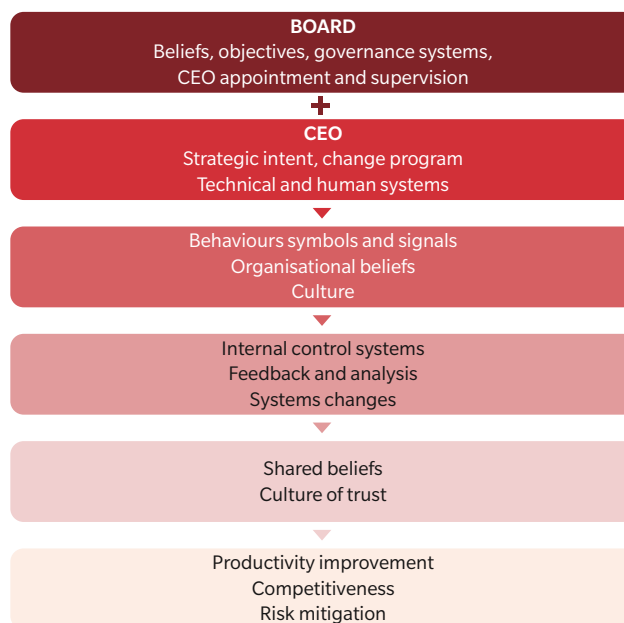 BOARD
Beliefs, objectives, governance systems,
CEO appointment and supervision
+
CEO
Strategic intent, change program
Technical and human systems
Behaviours symbols and signals
Organisational beliefs
Culture
Internal control systems
Feedback and analysis
Systems changes
Shared beliefs
Culture of trust
Productivity improvement
Competitiveness
Risk mitigation